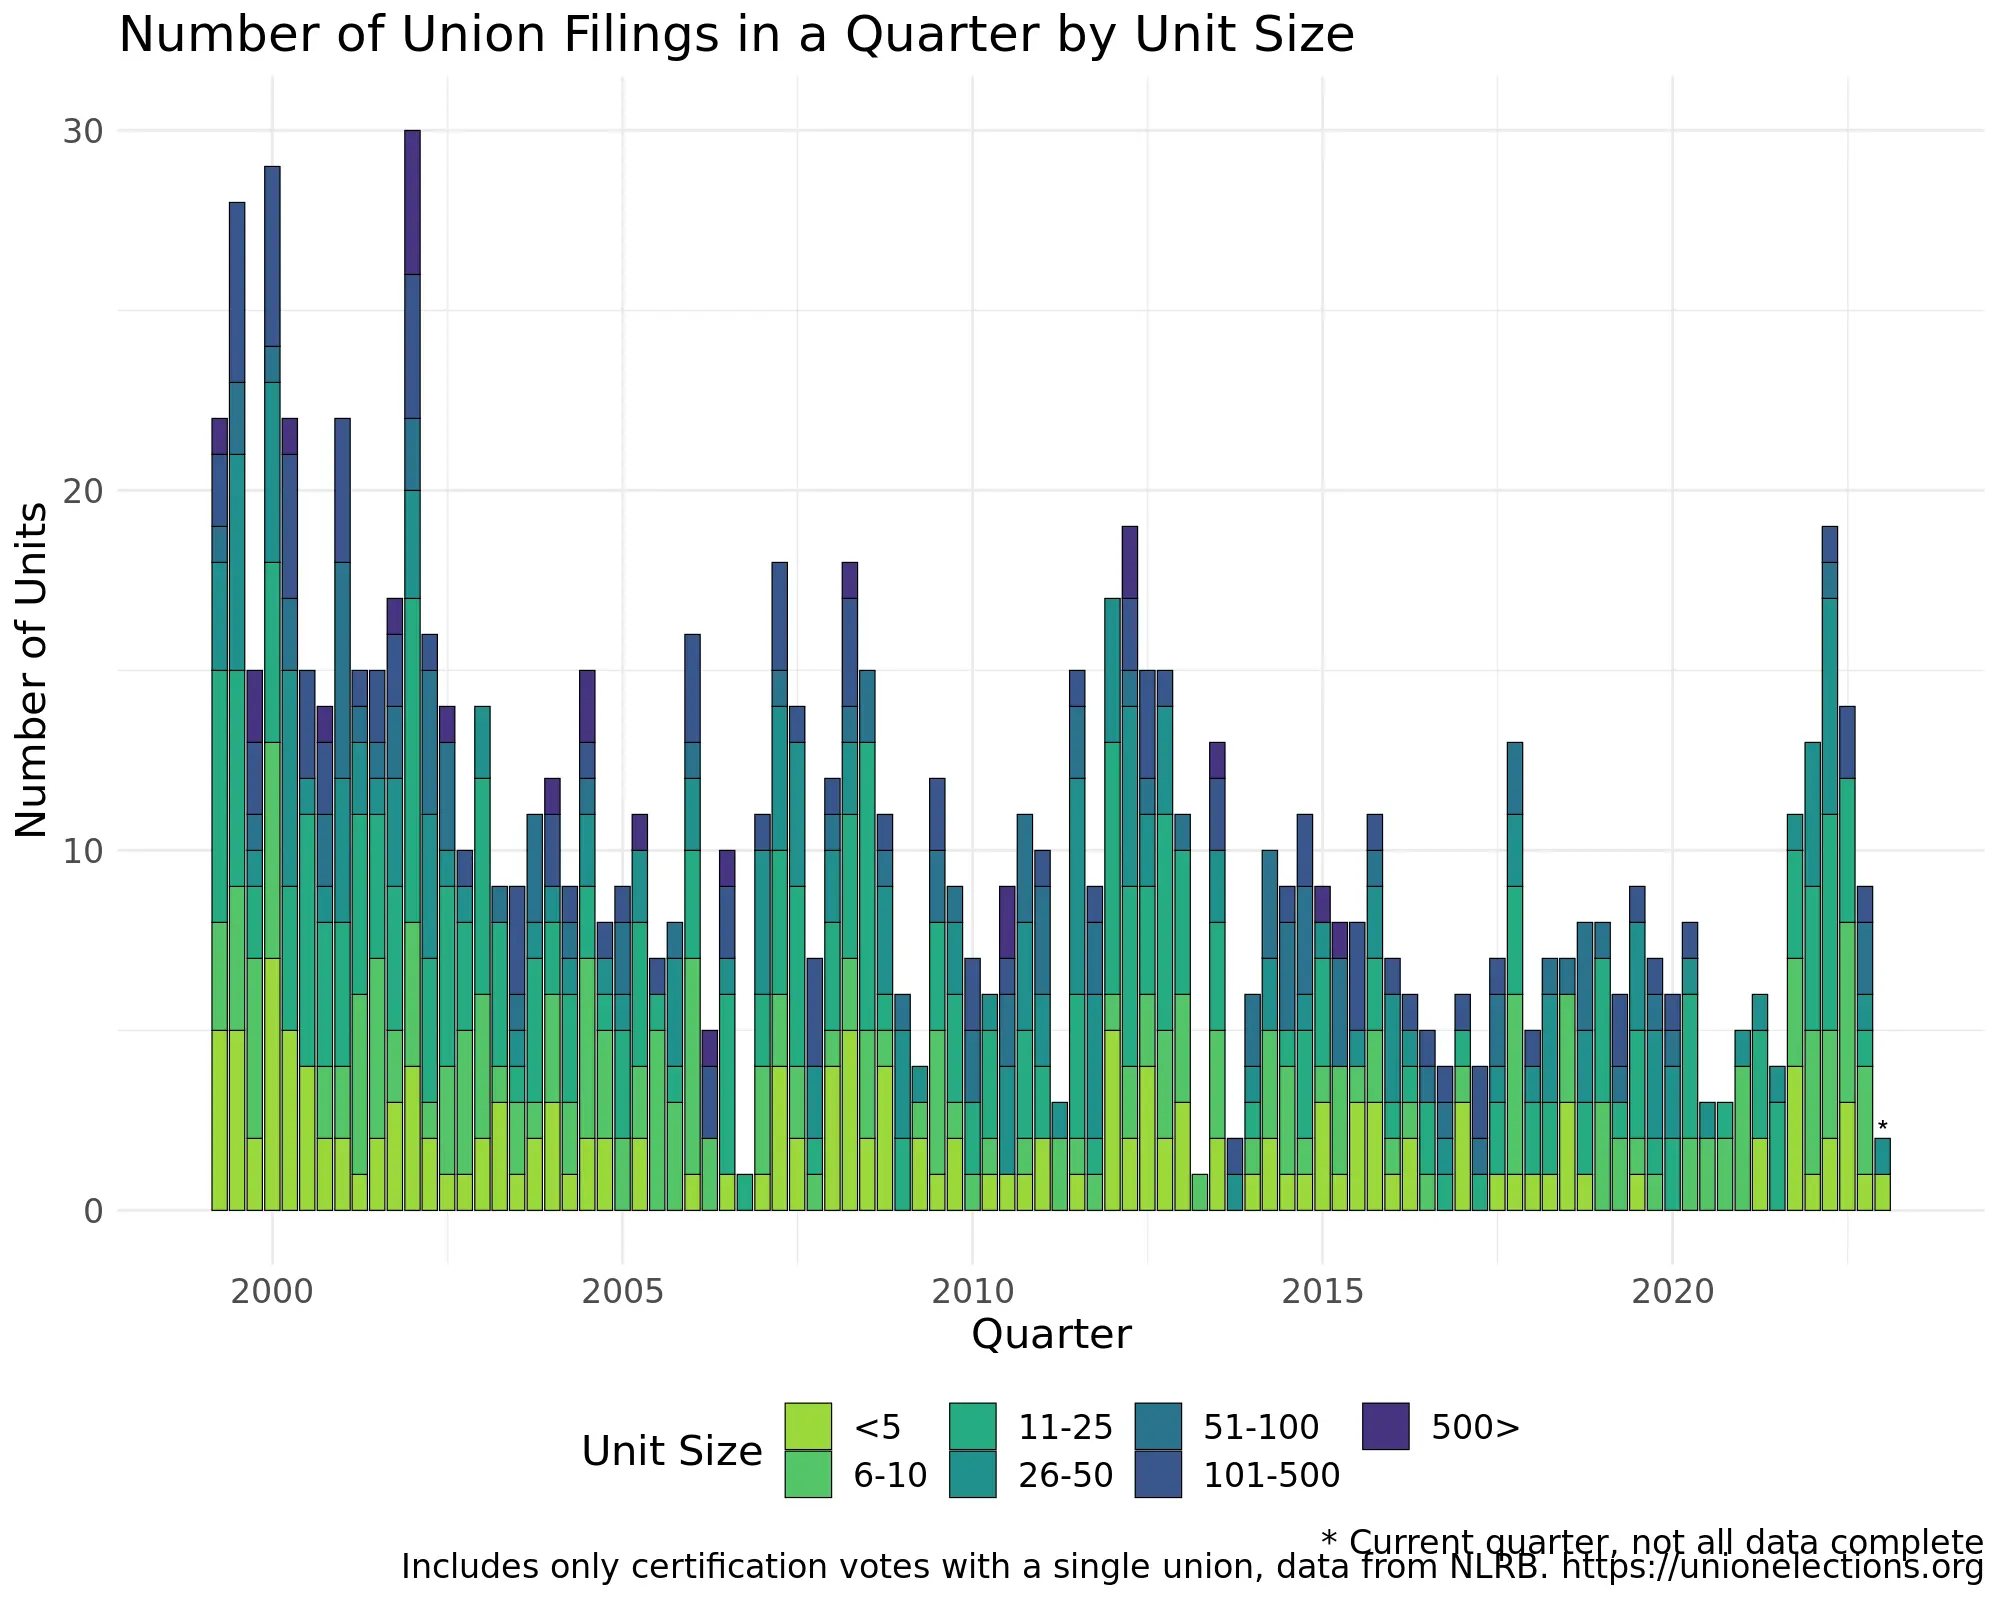 Number of Union Filings in a Quarter by Unit Size
Number of Units
30
20
10
0
*
2000 2005 2010 2015 2020
Quarter
Unit Size
<5 11-25 51-100 500>
6-10 26-50 101-500
* Current quarter, not all data complete
Includes only certification votes with a single union, data from NLRB. https://unionelections.org